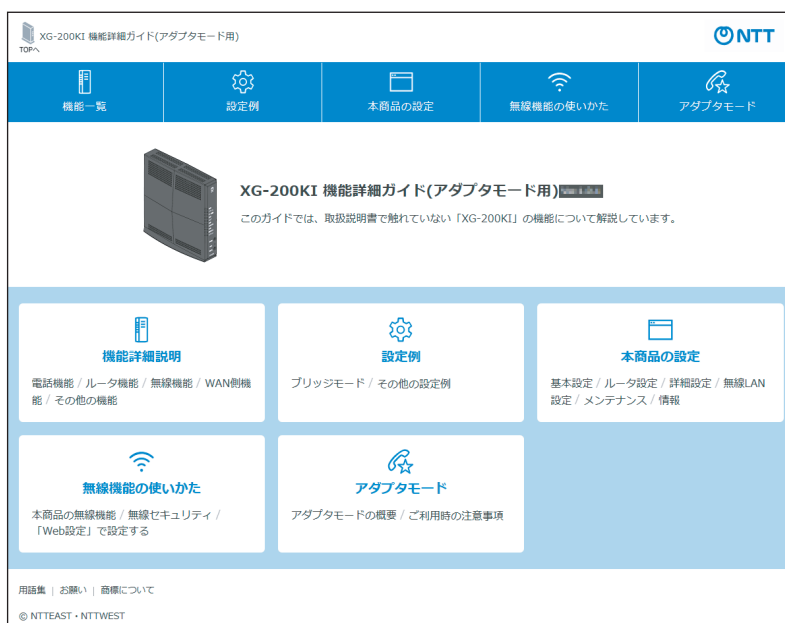 XG-200KI 機能詳細ガイド(アダプタモード用)
TOPへ
NTT
機能一覧
設定例
本商品の設定
無線機能の使いかた
アダプタモード
XG-200KI 機能詳細ガイド(アダプタモード用)
このガイドでは、取扱説明書で触れていない「XG-200KI」の機能について解説しています。
機能詳細説明
電話機能 / ルータ機能 / 無線機能 / WAN側機
能 / その他の機能
設定例
ブリッジモード / その他の設定例
本商品の設定
基本設定 / ルータ設定 / 詳細設定 / 無線LAN
設定 / メンテナンス / 情報
無線機能の使いかた
本商品の無線機能 / 無線セキュリティ /
「Web設定」で設定する
アダプタモード
アダプタモードの概要 / ご利用時の注意事項
用語集 | お願い | 商標について
© NTTEAST・NTTWEST